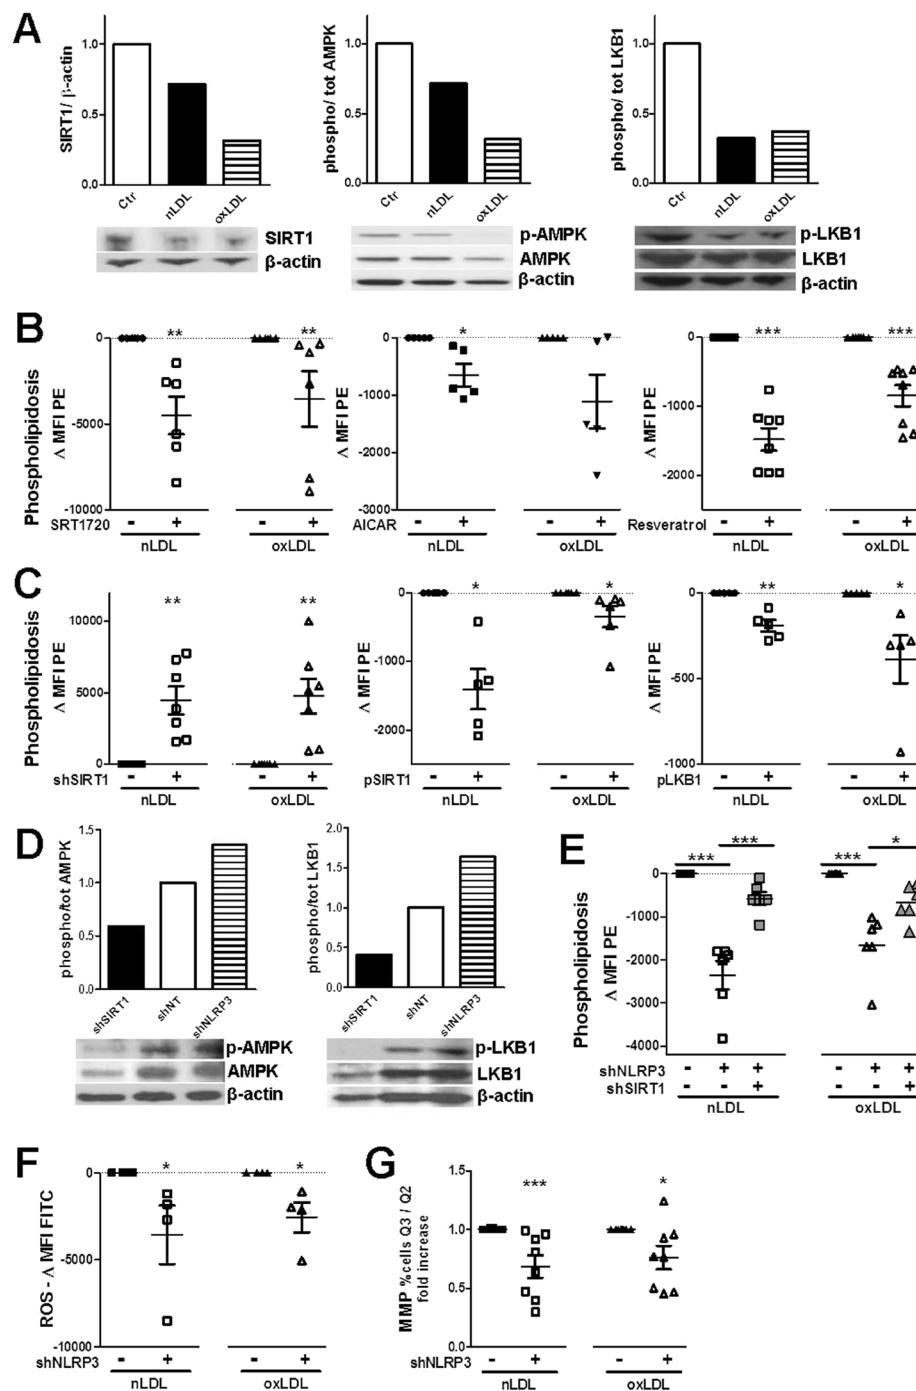 A
SIRT1/ β-actin
1.0
0.5
0.0
Ctr
nLDL
oxLDL
SIRT1
β-actin
phospho/ tot AMPK
1.0
0.5
0.0
Ctr
nLDL
oxLDL
p-AMPK
AMPK
β-actin
phospho/ tot LKB1
1.0
0.5
0.0
Ctr
nLDL
oxLDL
p-LKB1
LKB1
β-actin
B
Phospholipidosis
Δ MFI PE
0
-5000
-10000
** **
SRT1720 - + - +
nLDL oxLDL
Δ MFI PE
0
-1000
-2000
-3000
*
AICAR - + - +
nLDL oxLDL
Δ MFI PE
0
-1000
-2000
*** ***
Resveratrol - + - +
nLDL oxLDL
C
Phospholipidosis
Δ MFI PE
10000
5000
0
** **
shSIRT1 - + - +
nLDL oxLDL
Δ MFI PE
0
-1000
-2000
* *
pSIRT1 - + - +
nLDL oxLDL
Δ MFI PE
0
-500
-1000
** *
pLKB1 - + - +
nLDL oxLDL
D
phospho/tot AMPK
1.5
1.0
0.5
0.0
shSIRT1
shNT
shNLRP3
p-AMPK
AMPK
β-actin
phospho/tot LKB1
2.0
1.5
1.0
0.5
0.0
shSIRT1
shNT
shNLRP3
p-LKB1
LKB1
β-actin
E
Phospholipidosis
Δ MFI PE
*** *
*** ***
0
-1000
-2000
-3000
-4000
shNLRP3 - + + - + +
shSIRT1 - - + - - +
nLDL oxLDL
F
ROS - Δ MFI FITC
0
-5000
-10000
* *
shNLRP3 - + - +
nLDL oxLDL
G
MMP %cells Q3 / Q2
fold increase
1.5
1.0
0.5
0.0
*** *
shNLRP3 - + - +
nLDL oxLDL